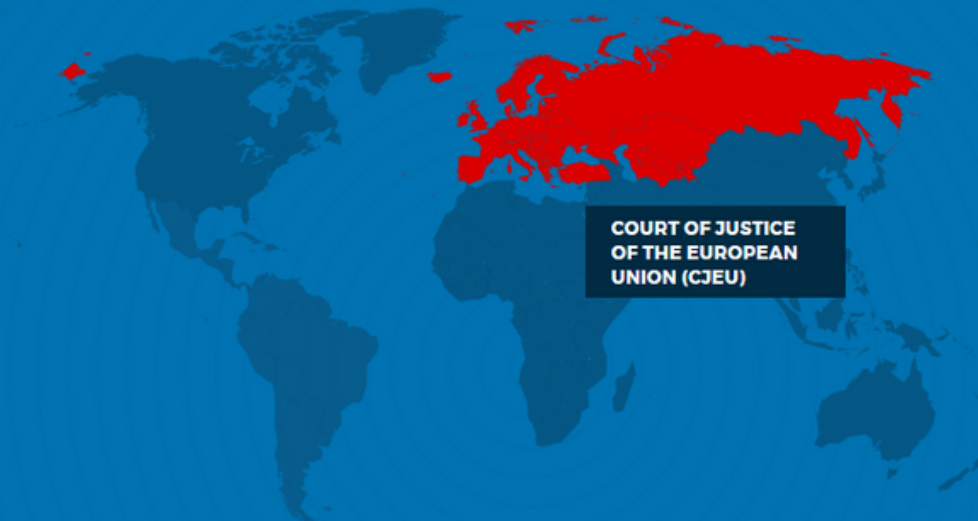 COURT OF JUSTICE
OF THE EUROPEAN
UNION (CJEU)